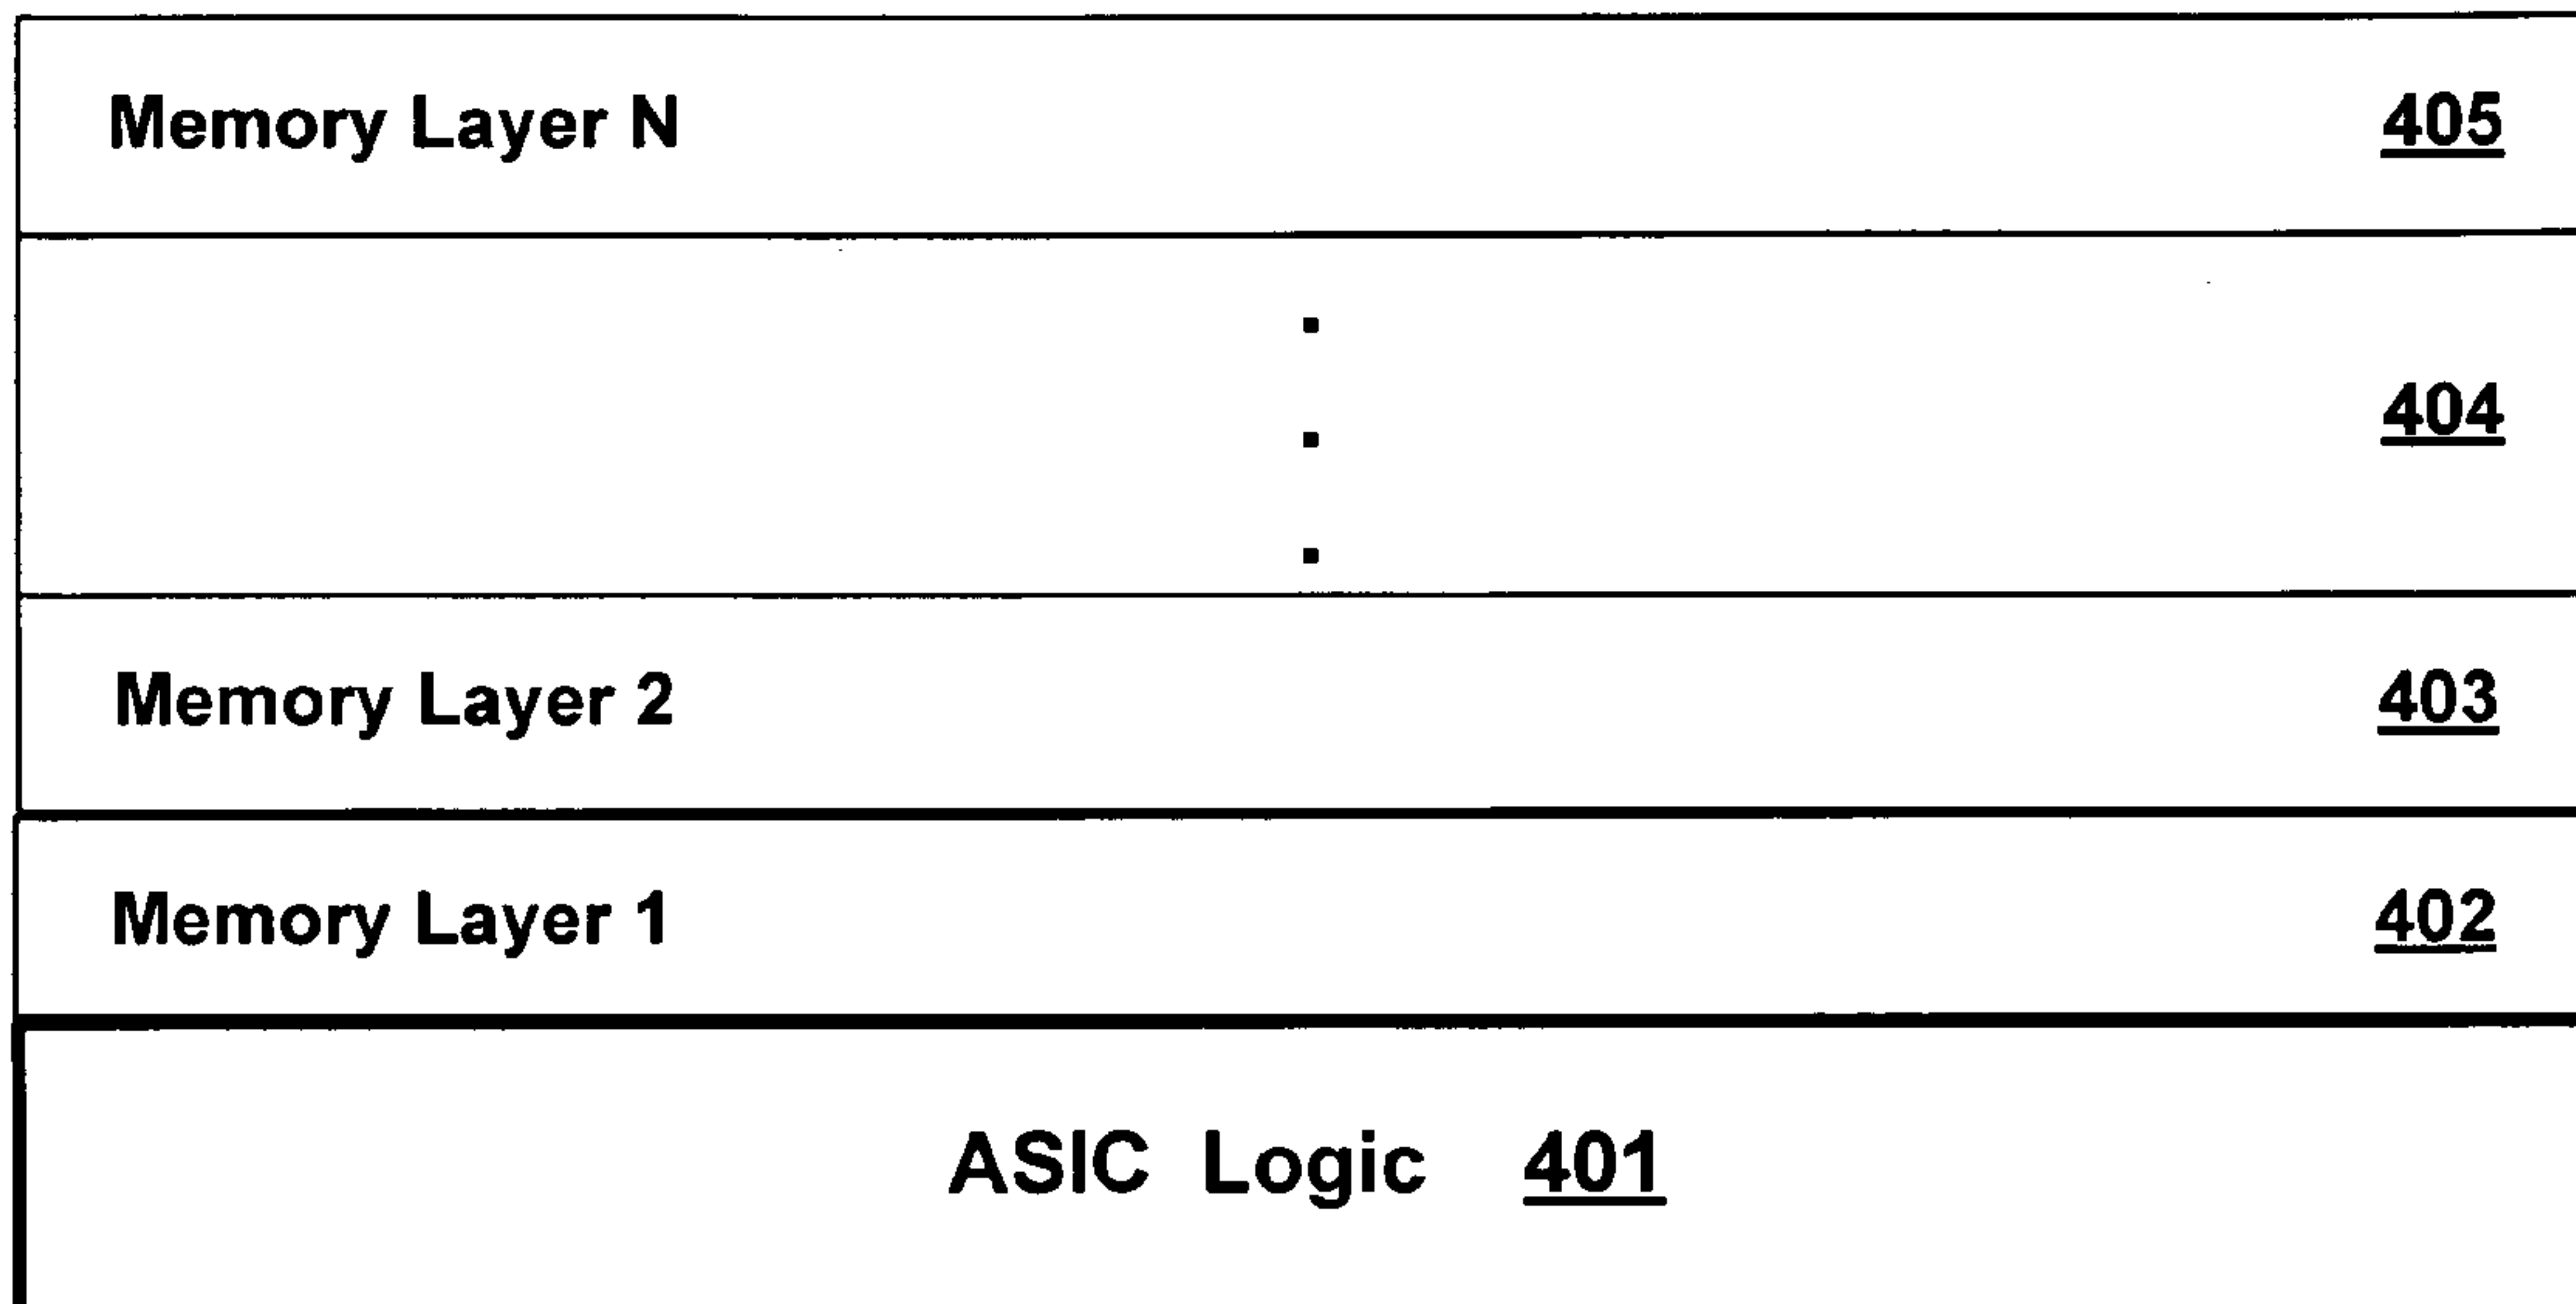 Memory Layer N 405
.
.
404
.
Memory Layer 2 403
Memory Layer 1 402
ASIC Logic 401